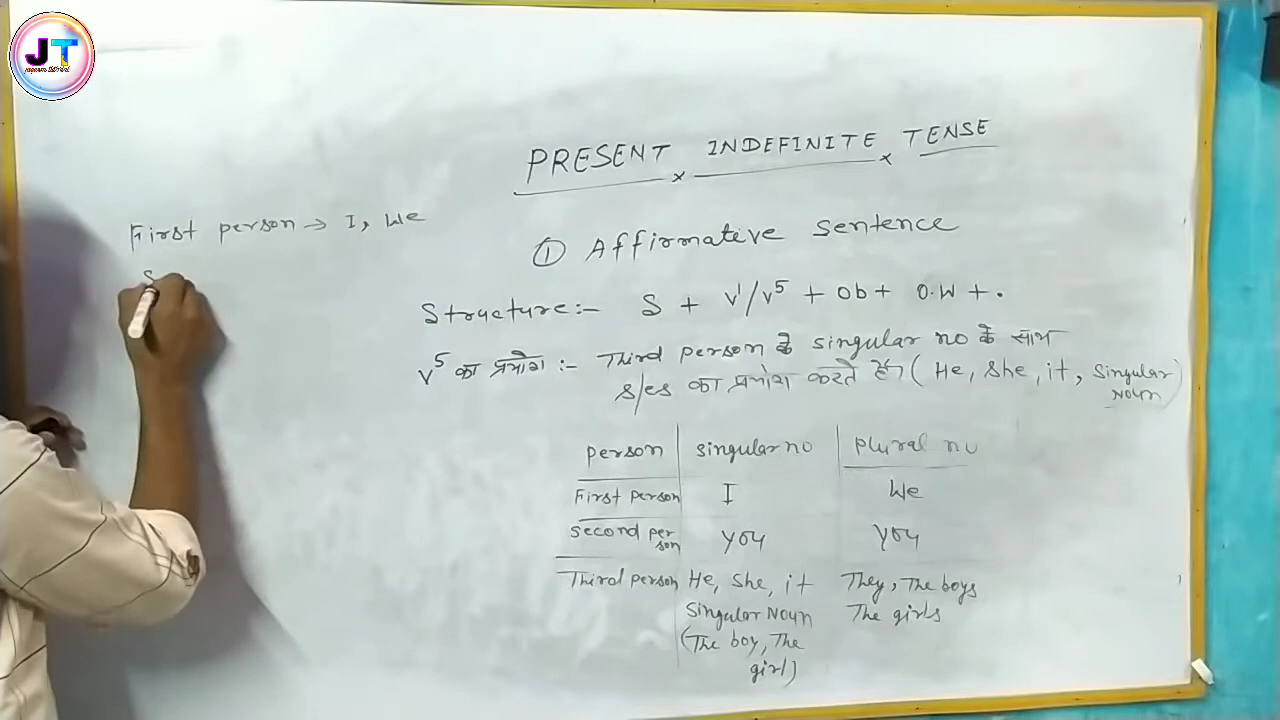 JT
PRESENT INDEFINITE TENSE
First person → I, We
S
① Affirmative sentence
Structure:- S + V¹/V⁵ + Ob + O.W + .
V⁵ का प्रयोग :- Third person के singular no के साथ
s/es का प्रयोग करते हैं। (He, She, it, Singular
Noun)
person singular no plural no
First person I We
second per
son you you
Third person He, She, it They, The boys
Singular Noun The girls
(The boy, The
girl)